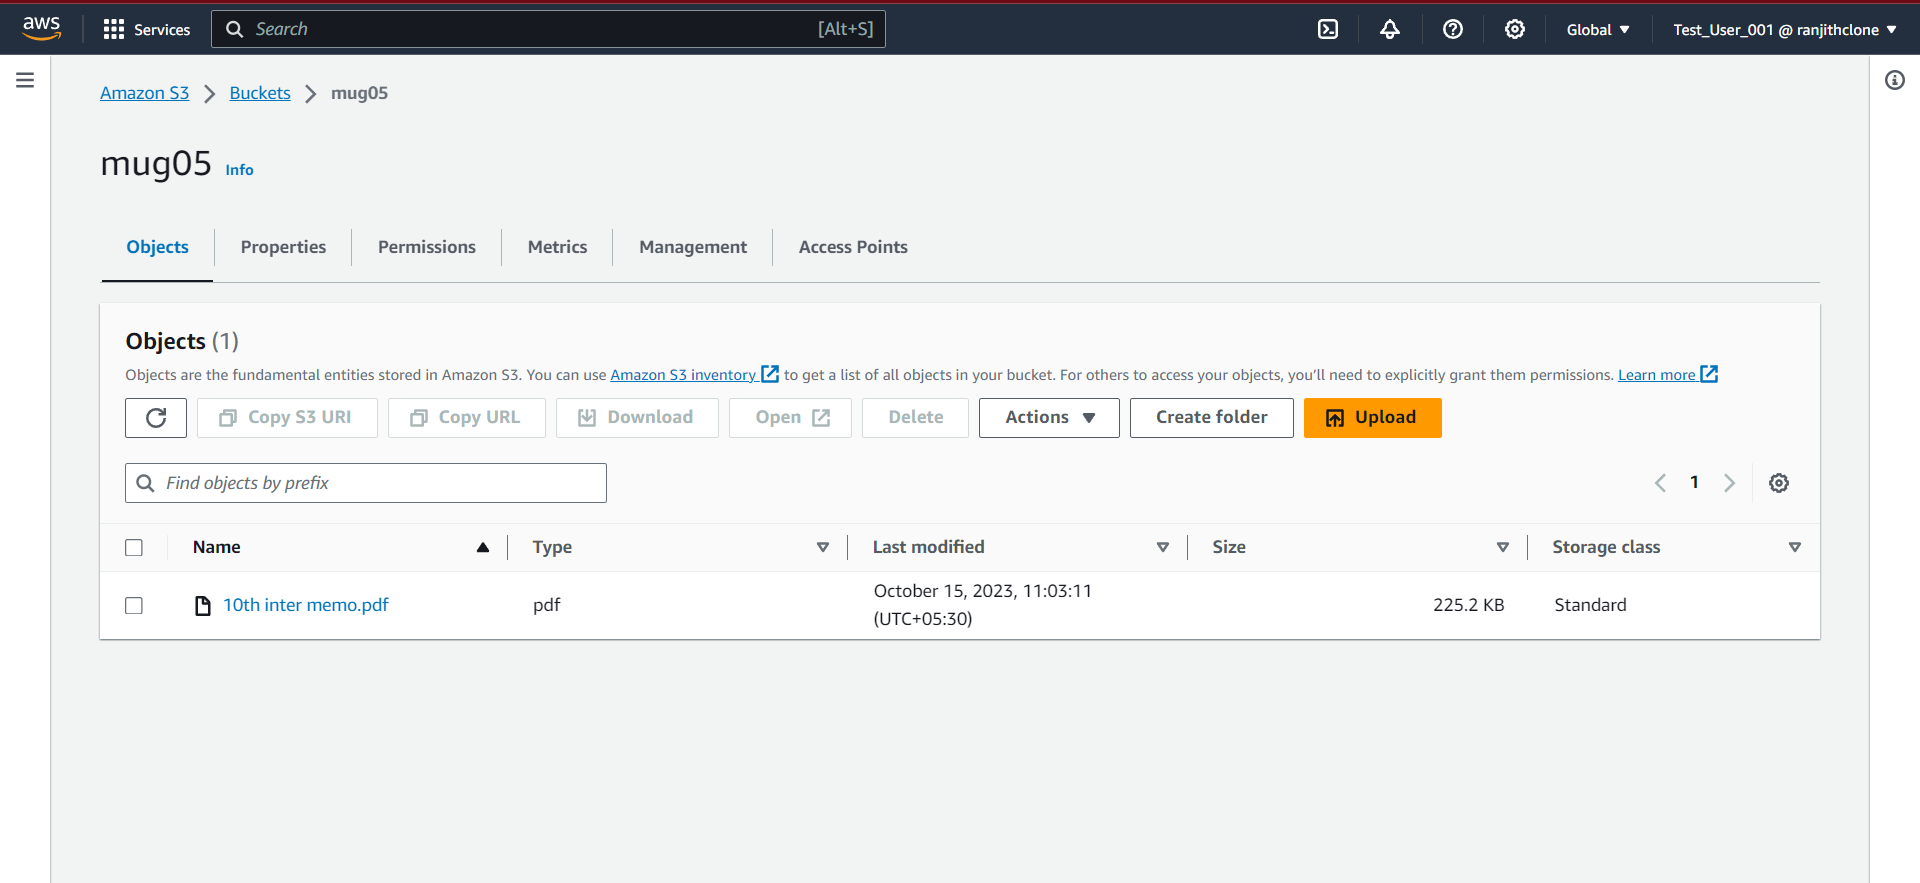 aws Services Search [Alt+S] Global Test_User_001 @ ranjithclone
Amazon S3 Buckets mug05
mug05 Info
Objects Properties Permissions Metrics Management Access Points
Objects (1)
Objects are the fundamental entities stored in Amazon S3. You can use Amazon S3 inventory to get a list of all objects in your bucket. For others to access your objects, you’ll need to explicitly grant them permissions. Learn more
Copy S3 URI Copy URL Download Open Delete Actions Create folder Upload
Find objects by prefix 1
Name Type Last modified Size Storage class
10th inter memo.pdf pdf October 15, 2023, 11:03:11 (UTC+05:30) 225.2 KB Standard